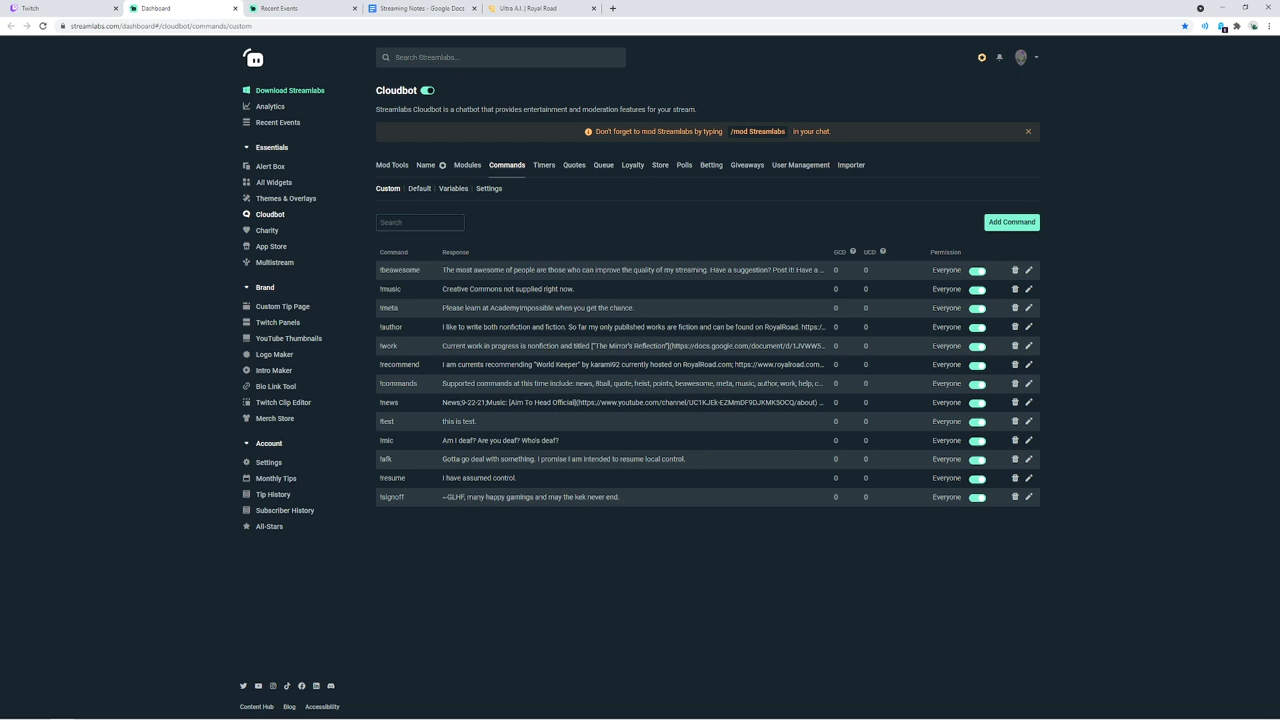 Twitch
Dashboard
Recent Events
Streaming Notes - Google Docs
Ultra A.I. | Royal Road
streamlabs.com/dashboard#/cloudbot/commands/custom
Search Streamlabs...
Download Streamlabs
Analytics
Recent Events
Essentials
Alert Box
All Widgets
Themes & Overlays
Cloudbot
Charity
App Store
Multistream
Brand
Custom Tip Page
Twitch Panels
YouTube Thumbnails
Logo Maker
Intro Maker
Bio Link Tool
Twitch Clip Editor
Merch Store
Account
Settings
Monthly Tips
Tip History
Subscriber History
All-Stars
Content Hub Blog Accessibility
Cloudbot
Streamlabs Cloudbot is a chatbot that provides entertainment and moderation features for your stream.
Don't forget to mod Streamlabs by typing /mod Streamlabs in your chat.
Mod Tools Name Modules Commands Timers Quotes Queue Loyalty Store Polls Betting Giveaways User Management Importer
Custom Default Variables Settings
Search
Add Command
Command Response GCD UCD Permission
!beawesome The most awesome of people are those who can improve the quality of my streaming. Have a suggestion? Post it! Have a ... 0 0 Everyone
!music Creative Commons not supplied right now. 0 0 Everyone
!meta Please learn at AcademyImpossible when you get the chance. 0 0 Everyone
!author I like to write both nonfiction and fiction. So far my only published works are fiction and can be found on RoyalRoad. https:/... 0 0 Everyone
!work Current work in progress is nonfiction and titled ["The Mirror's Reflection"](https://docs.google.com/document/d/1JVWW5... 0 0 Everyone
!recommend I am currents recommending "World Keeper" by karami92 currently hosted on RoyalRoad.com; https://www.royalroad.com... 0 0 Everyone
!commands Supported commands at this time include: news, 8ball, quote, heist, points, beawesome, meta, music, author, work, help, c... 0 0 Everyone
!news News;9-22-21;Music: [Aim To Head Official](https://www.youtube.com/channel/UC1KJEk-EZMmDF9DJKMK5OCQ/about) ... 0 0 Everyone
!test this is test. 0 0 Everyone
!mic Am I deaf? Are you deaf? Who's deaf? 0 0 Everyone
!afk Gotta go deal with something. I promise I am intended to resume local control. 0 0 Everyone
!resume I have assumed control. 0 0 Everyone
!signoff ~GLHF, many happy gamings and may the kek never end. 0 0 Everyone